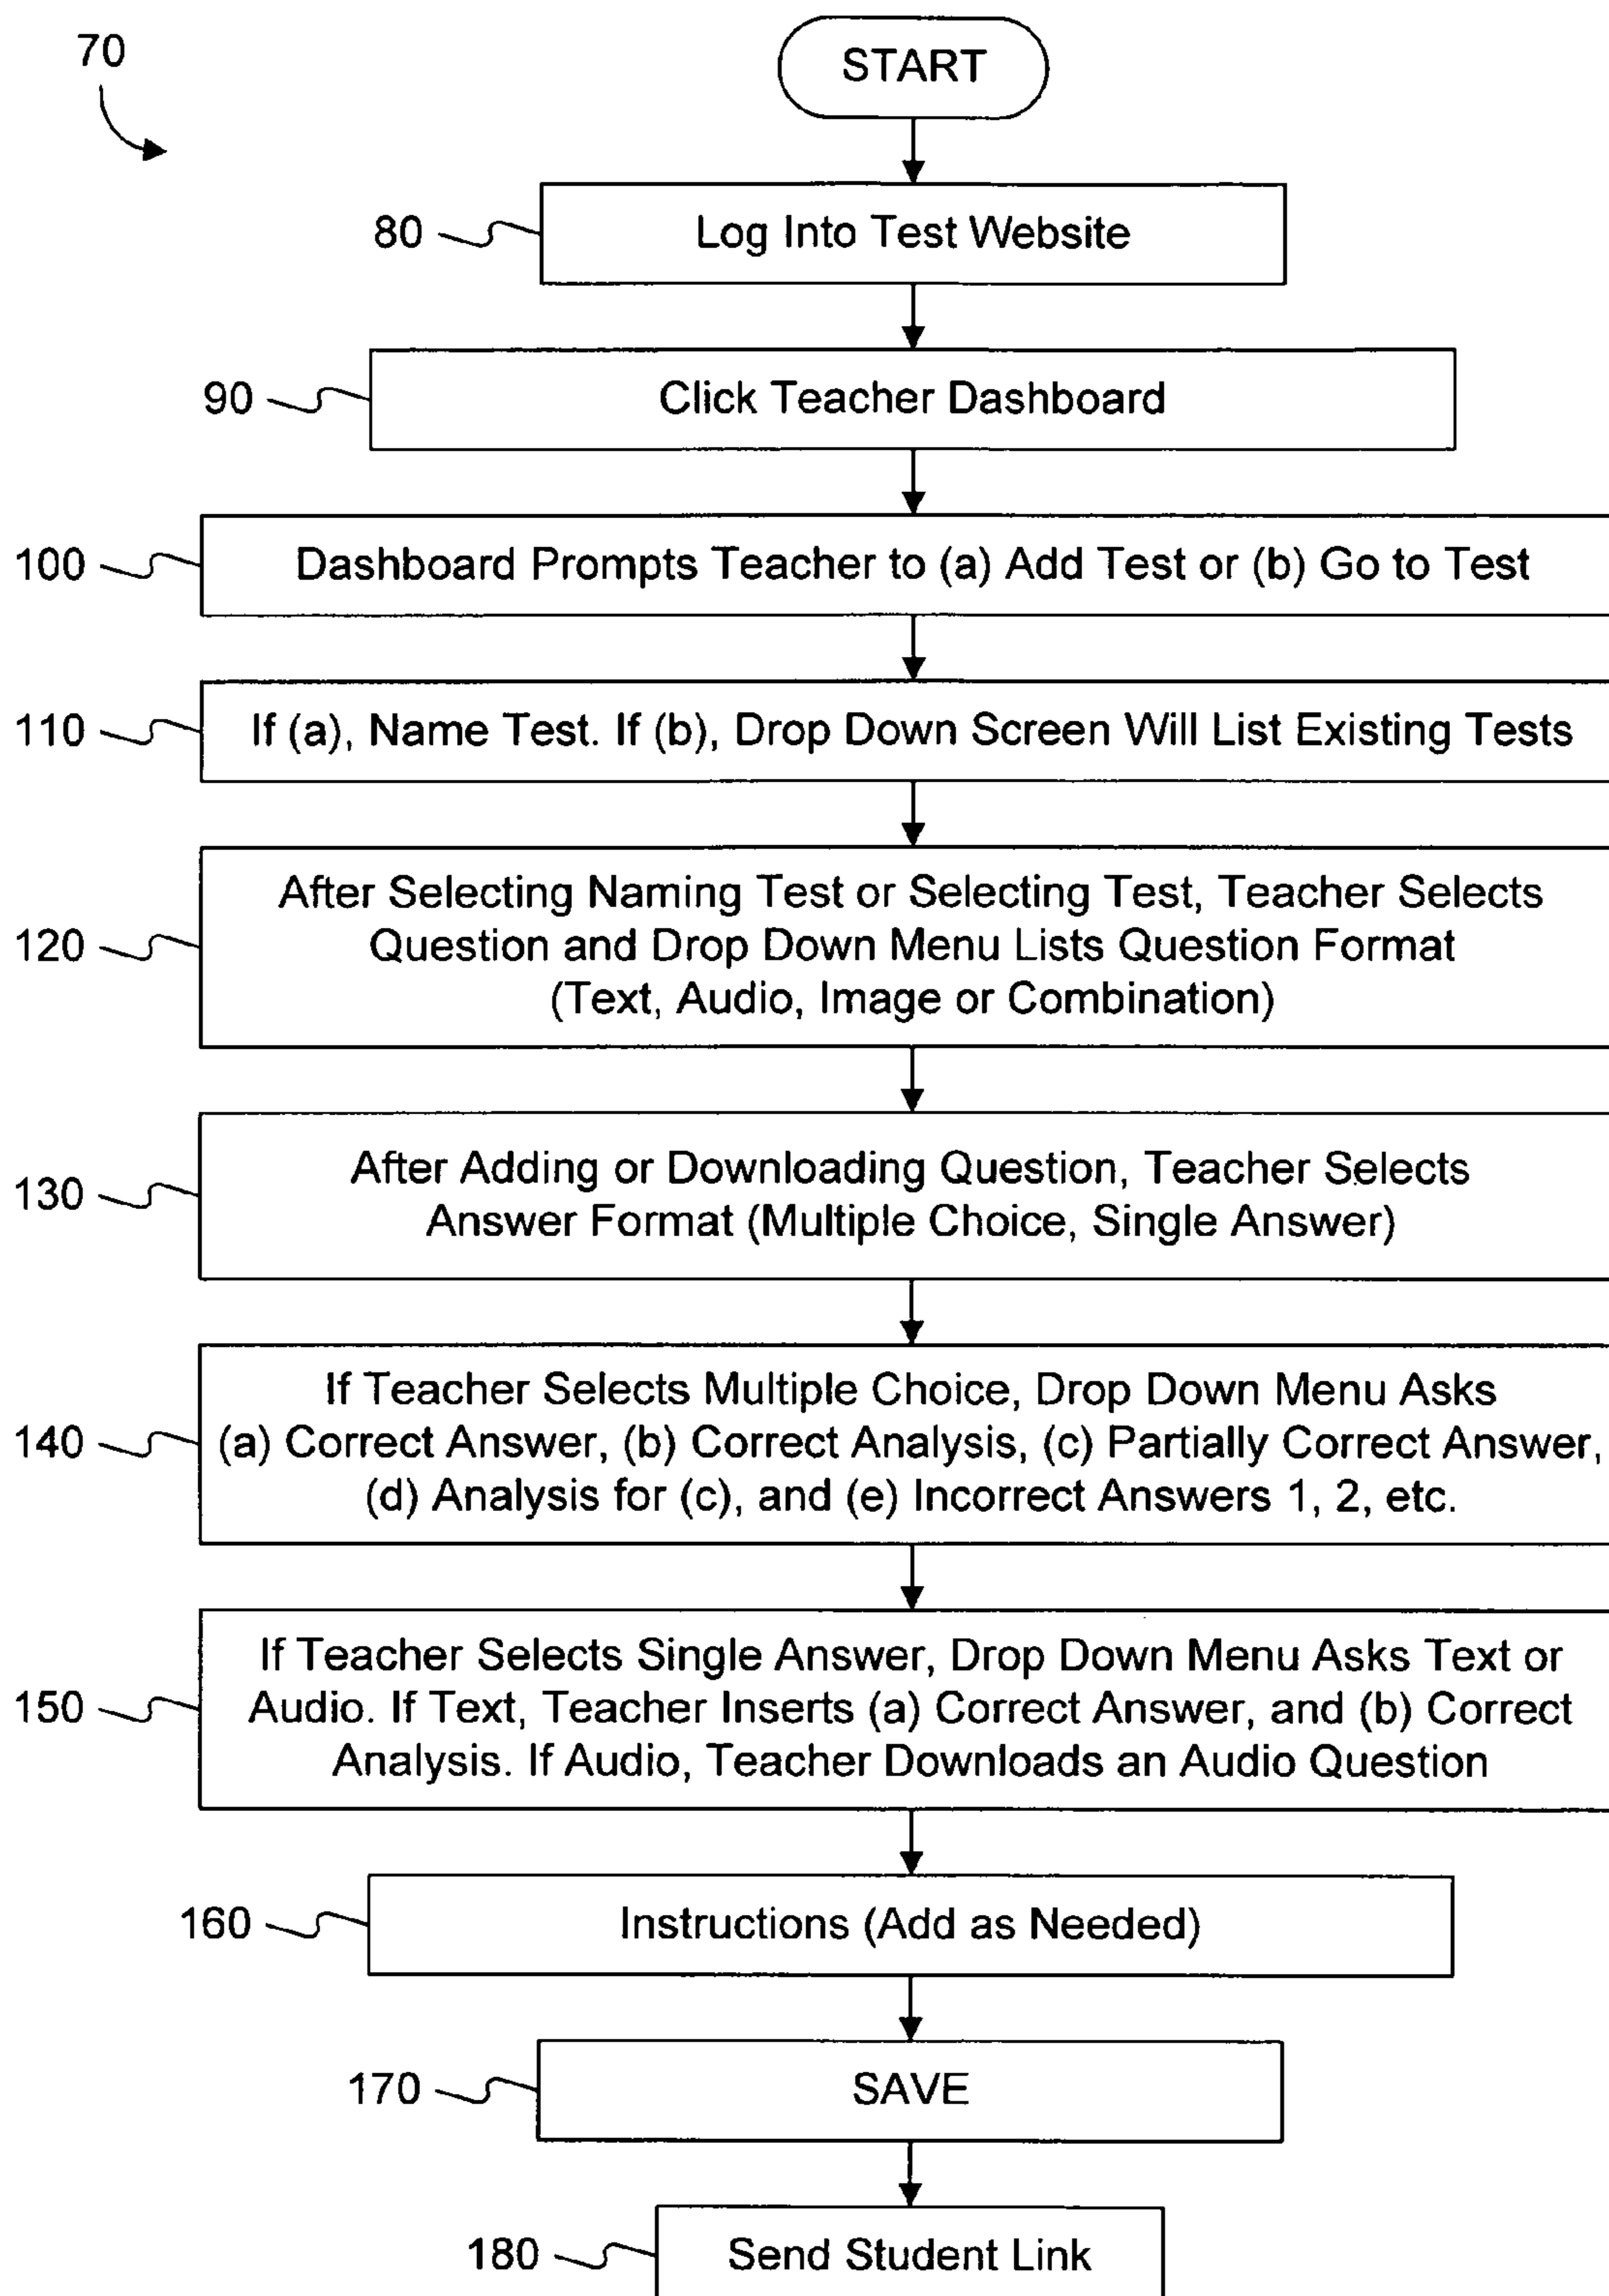 70
START
80
Log Into Test Website
90
Click Teacher Dashboard
100
Dashboard Prompts Teacher to (a) Add Test or (b) Go to Test
110
If (a), Name Test. If (b), Drop Down Screen Will List Existing Tests
120
After Selecting Naming Test or Selecting Test, Teacher Selects
Question and Drop Down Menu Lists Question Format
(Text, Audio, Image or Combination)
130
After Adding or Downloading Question, Teacher Selects
Answer Format (Multiple Choice, Single Answer)
140
If Teacher Selects Multiple Choice, Drop Down Menu Asks
(a) Correct Answer, (b) Correct Analysis, (c) Partially Correct Answer,
(d) Analysis for (c), and (e) Incorrect Answers 1, 2, etc.
150
If Teacher Selects Single Answer, Drop Down Menu Asks Text or
Audio. If Text, Teacher Inserts (a) Correct Answer, and (b) Correct
Analysis. If Audio, Teacher Downloads an Audio Question
160
Instructions (Add as Needed)
170
SAVE
180
Send Student Link